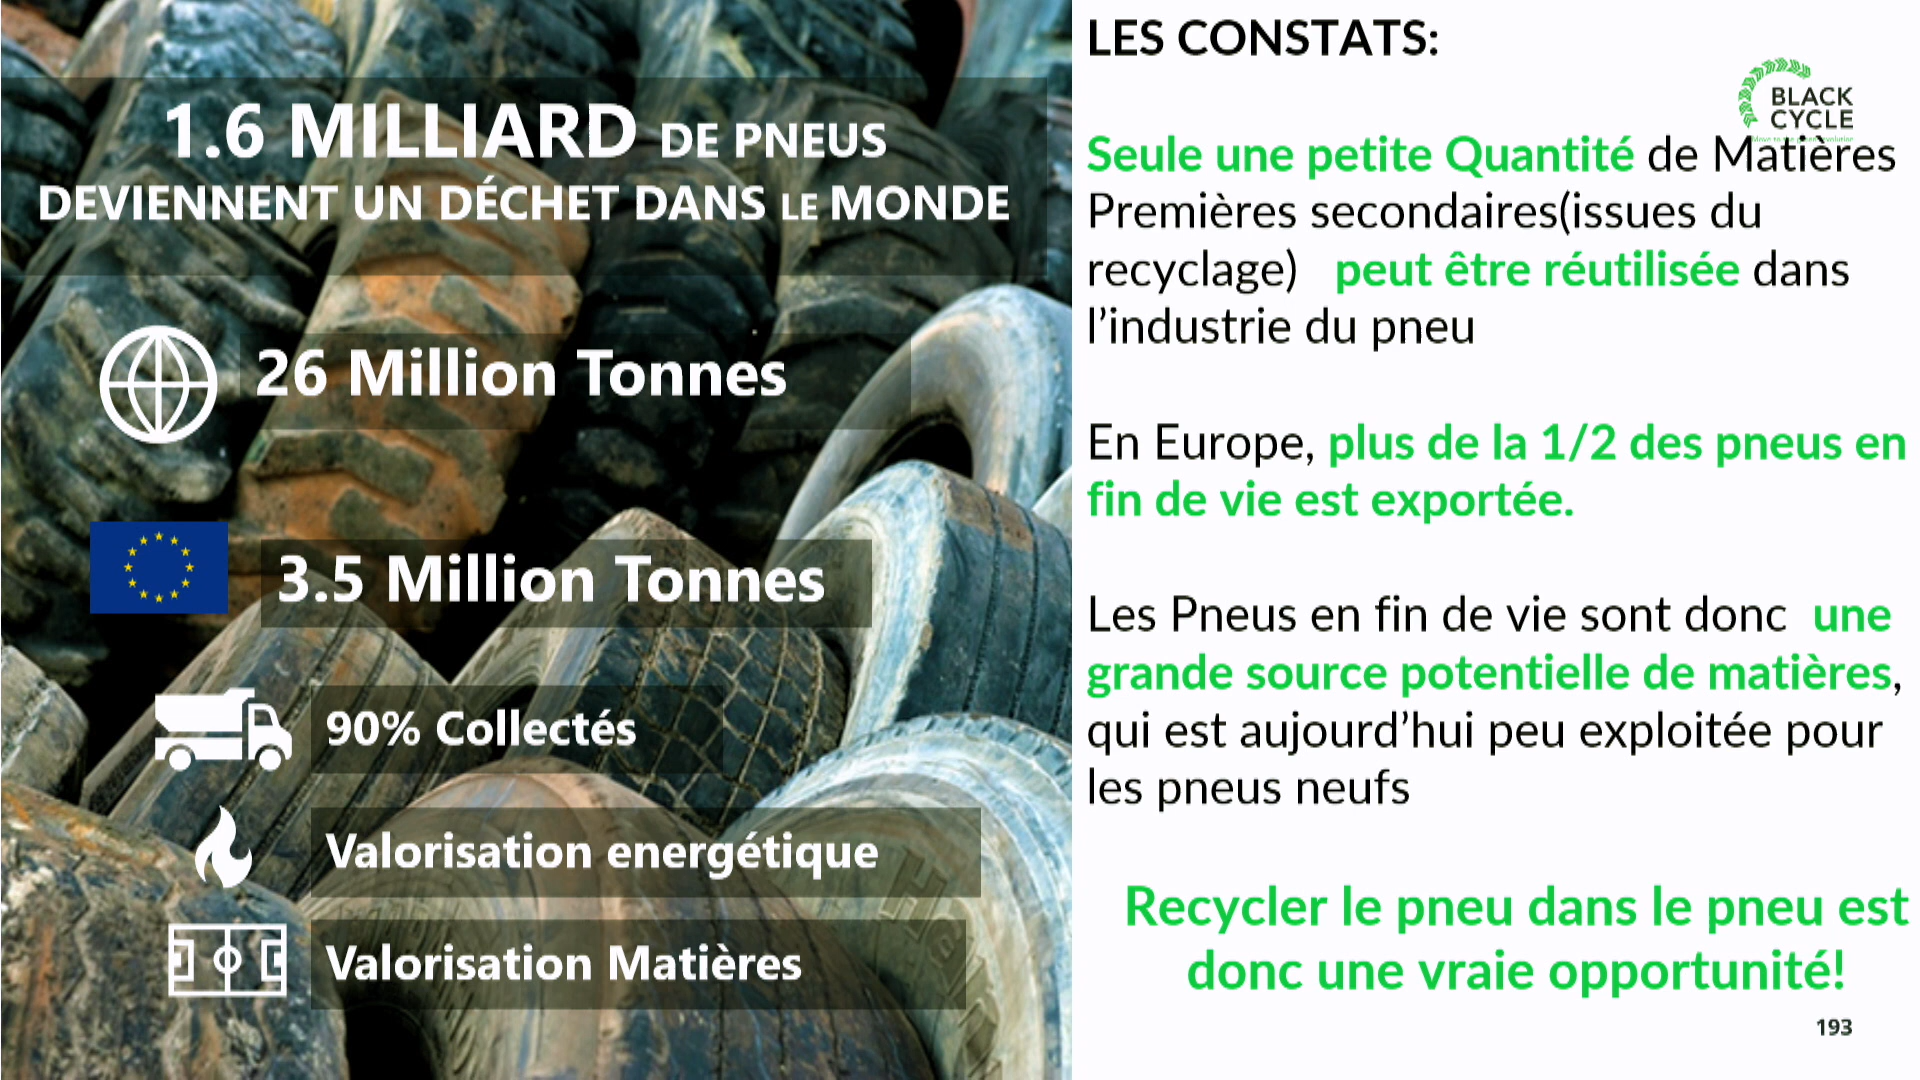 1.6 MILLIARD DE PNEUS
DEVIENNENT UN DÉCHET DANS LE MONDE
26 Million Tonnes
3.5 Million Tonnes
90% Collectés
Valorisation energétique
Valorisation Matières
LES CONSTATS:
BLACK
CYCLE
Seule une petite Quantité de Matières
Premières secondaires(issues du
recyclage) peut être réutilisée dans
l’industrie du pneu
En Europe, plus de la 1/2 des pneus en
fin de vie est exportée.
Les Pneus en fin de vie sont donc une
grande source potentielle de matières,
qui est aujourd’hui peu exploitée pour
les pneus neufs
Recycler le pneu dans le pneu est
donc une vraie opportunité!
193